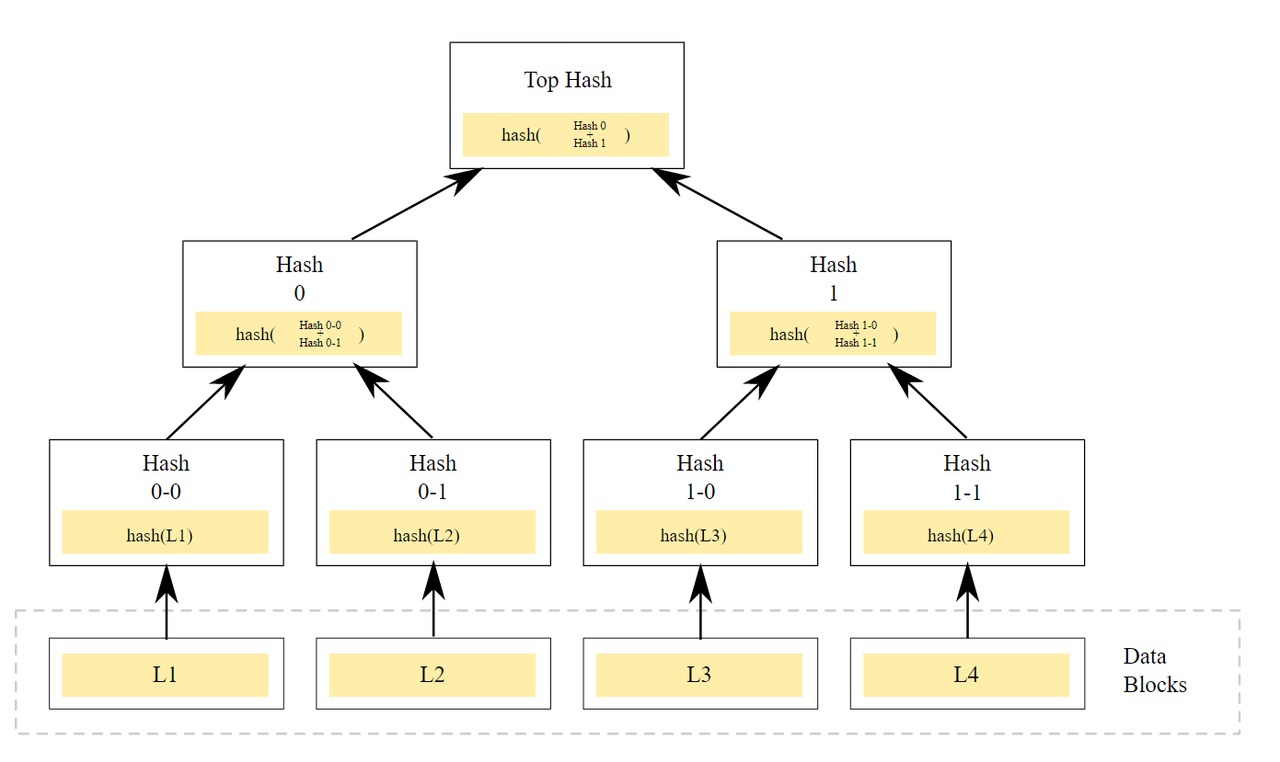 Top Hash
hash( Hash 0 + Hash 1 )
Hash
0
hash( Hash 0-0 + Hash 0-1 )
Hash
1
hash( Hash 1-0 + Hash 1-1 )
Hash
0-0
hash(L1)
Hash
0-1
hash(L2)
Hash
1-0
hash(L3)
Hash
1-1
hash(L4)
L1
L2
L3
L4
Data
Blocks